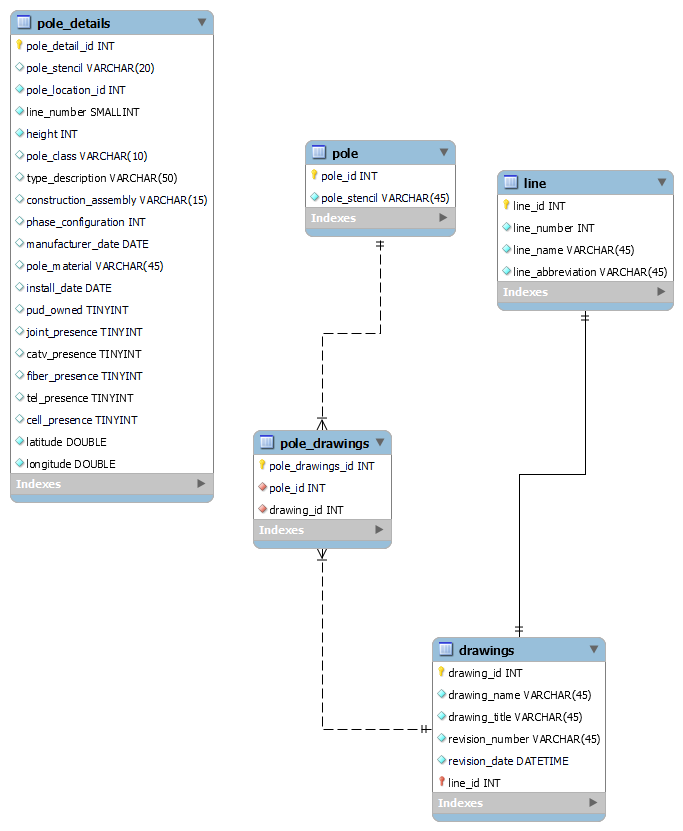 pole_details
pole_detail_id INT
pole_stencil VARCHAR(20)
pole_location_id INT
line_number SMALLINT
height INT
pole_class VARCHAR(10)
type_description VARCHAR(50)
construction_assembly VARCHAR(15)
phase_configuration INT
manufacturer_date DATE
pole_material VARCHAR(45)
install_date DATE
pud_owned TINYINT
joint_presence TINYINT
catv_presence TINYINT
fiber_presence TINYINT
tel_presence TINYINT
cell_presence TINYINT
latitude DOUBLE
longitude DOUBLE
Indexes
pole
pole_id INT
pole_stencil VARCHAR(45)
Indexes
line
line_id INT
line_number INT
line_name VARCHAR(45)
line_abbreviation VARCHAR(45)
Indexes
pole_drawings
pole_drawings_id INT
pole_id INT
drawing_id INT
Indexes
drawings
drawing_id INT
drawing_name VARCHAR(45)
drawing_title VARCHAR(45)
revision_number VARCHAR(45)
revision_date DATETIME
line_id INT
Indexes